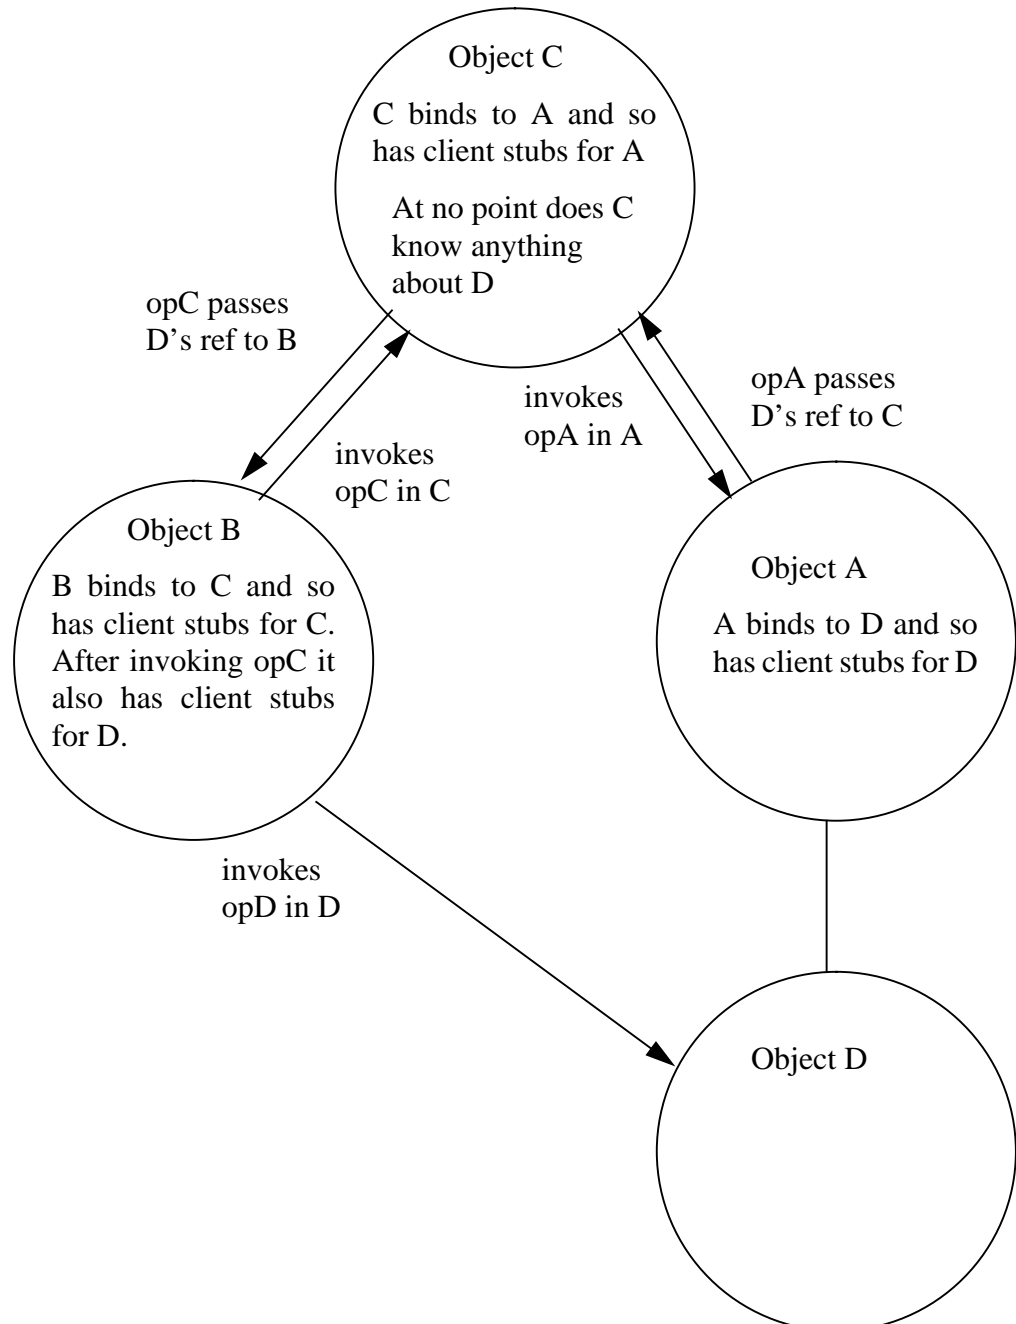 Object C
C binds to A and so
has client stubs for A
At no point does C
know anything
about D
opC passes
D’s ref to B
invokes
opC in C
invokes
opA in A
opA passes
D’s ref to C
Object B
B binds to C and so
has client stubs for C.
After invoking opC it
also has client stubs
for D.
Object A
A binds to D and so
has client stubs for D
invokes
opD in D
Object D